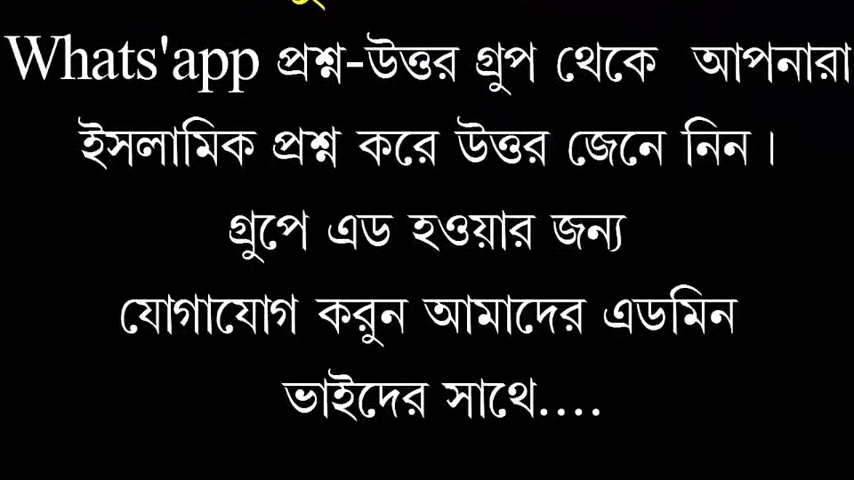 Whats'app প্রশ্ন-উত্তর গ্রুপ থেকে আপনারা
ইসলামিক প্রশ্ন করে উত্তর জেনে নিন।
গ্রুপে এড হওয়ার জন্য
যোগাযোগ করুন আমাদের এডমিন
ভাইদের সাথে....